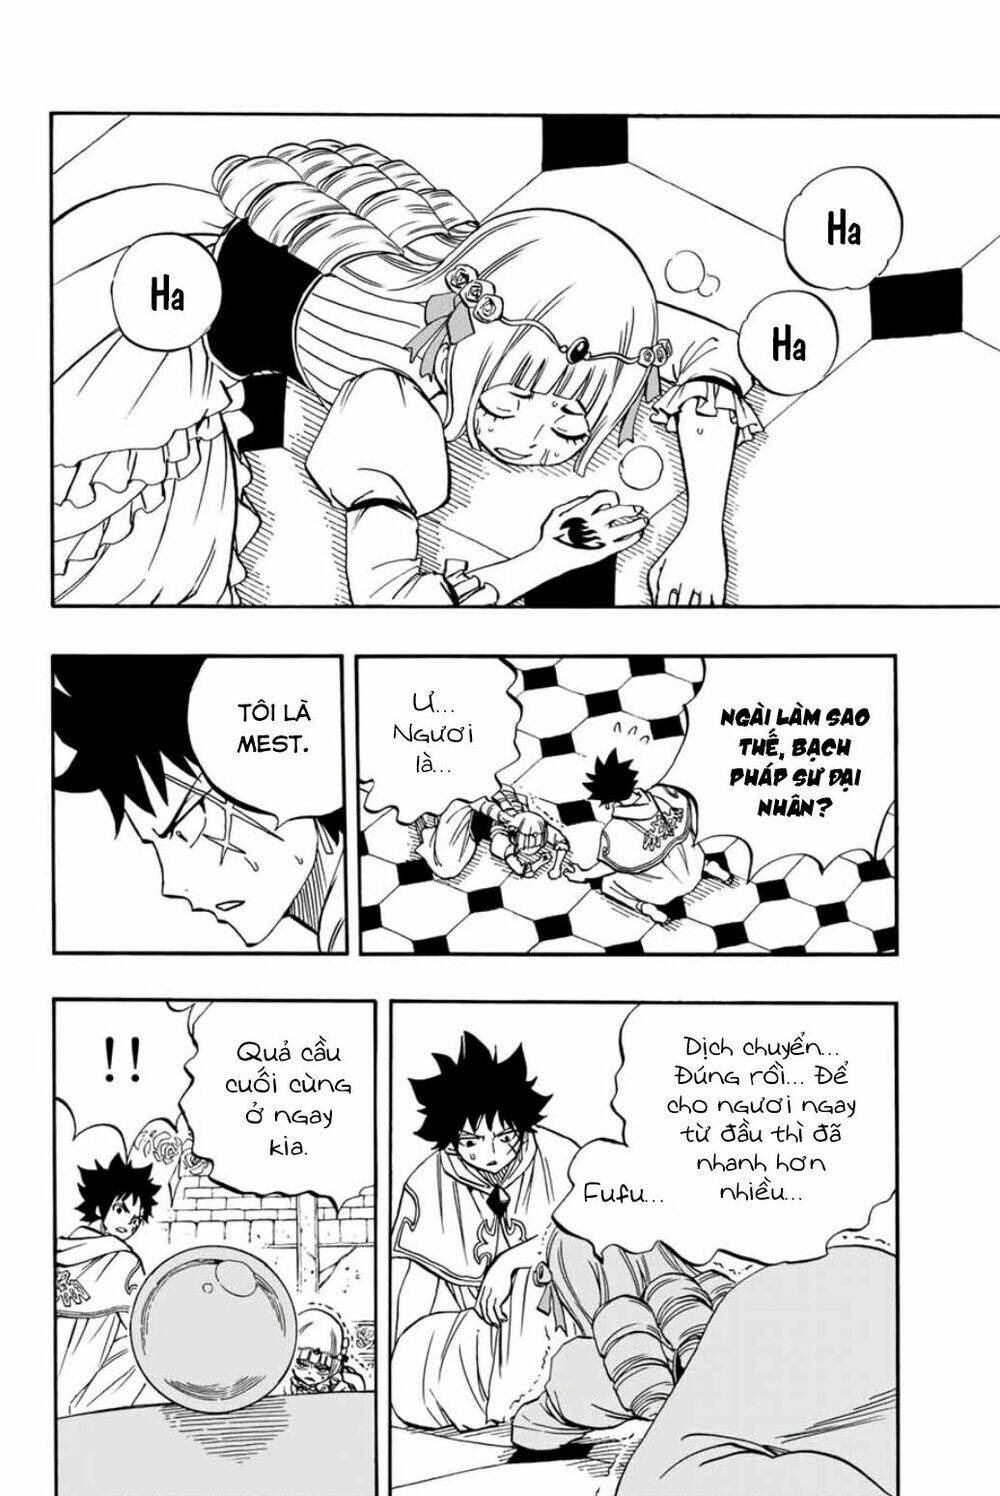 Ha
Ha
Ha
NGÀI LÀM SAO
THẾ, BẠCH
PHÁP SƯ ĐẠI
NHÂN?
Ư...
Ngươi
là...
TÔI LÀ
MEST.
Dịch chuyển...
Đúng rồi... Để
cho ngươi ngay
từ đầu thì đã
nhanh hơn
nhiều...
Fufu...
Quả cầu
cuối cùng
ở ngay
kia.
!!